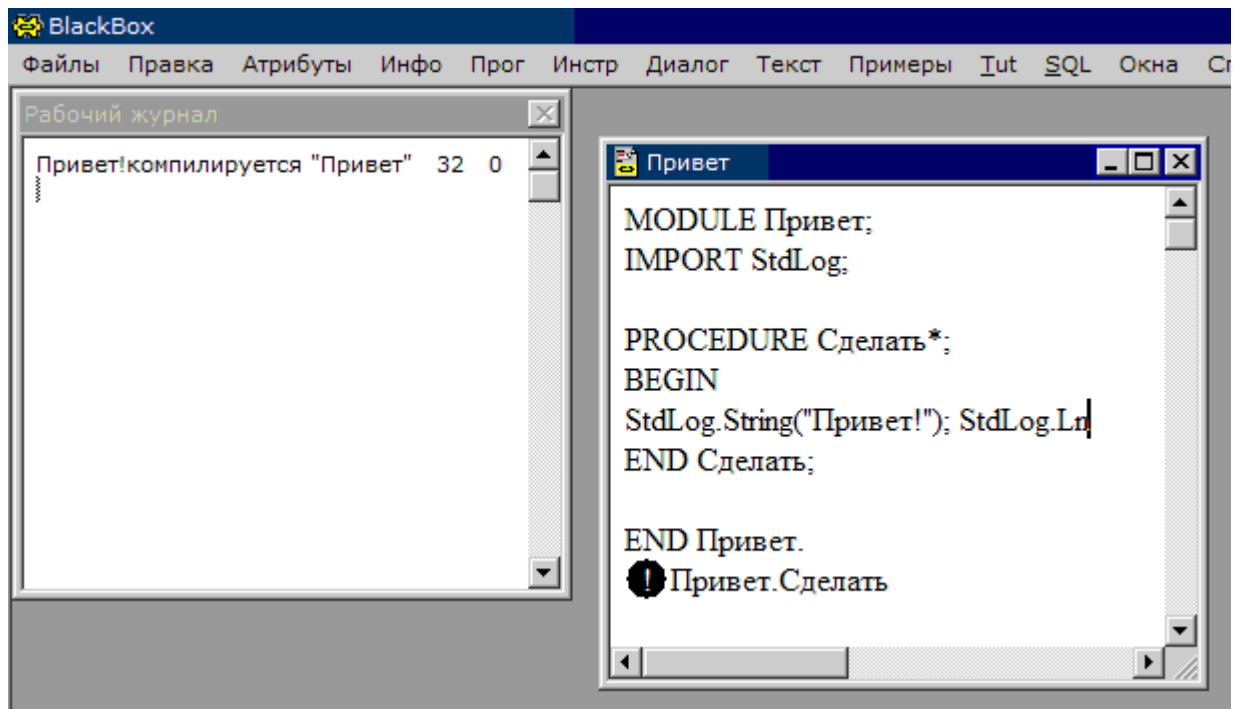 BlackBox
Файлы Правка Атрибуты Инфо Прог Инстр Диалог Текст Примеры Tut SQL Окна
Рабочий журнал
Привет!компилируется "Привет" 32 0
Привет
MODULE Привет;
IMPORT StdLog;
PROCEDURE Сделать*;
BEGIN
StdLog.String("Привет!"); StdLog.Ln
END Сделать;
END Привет.
! Привет.Сделать